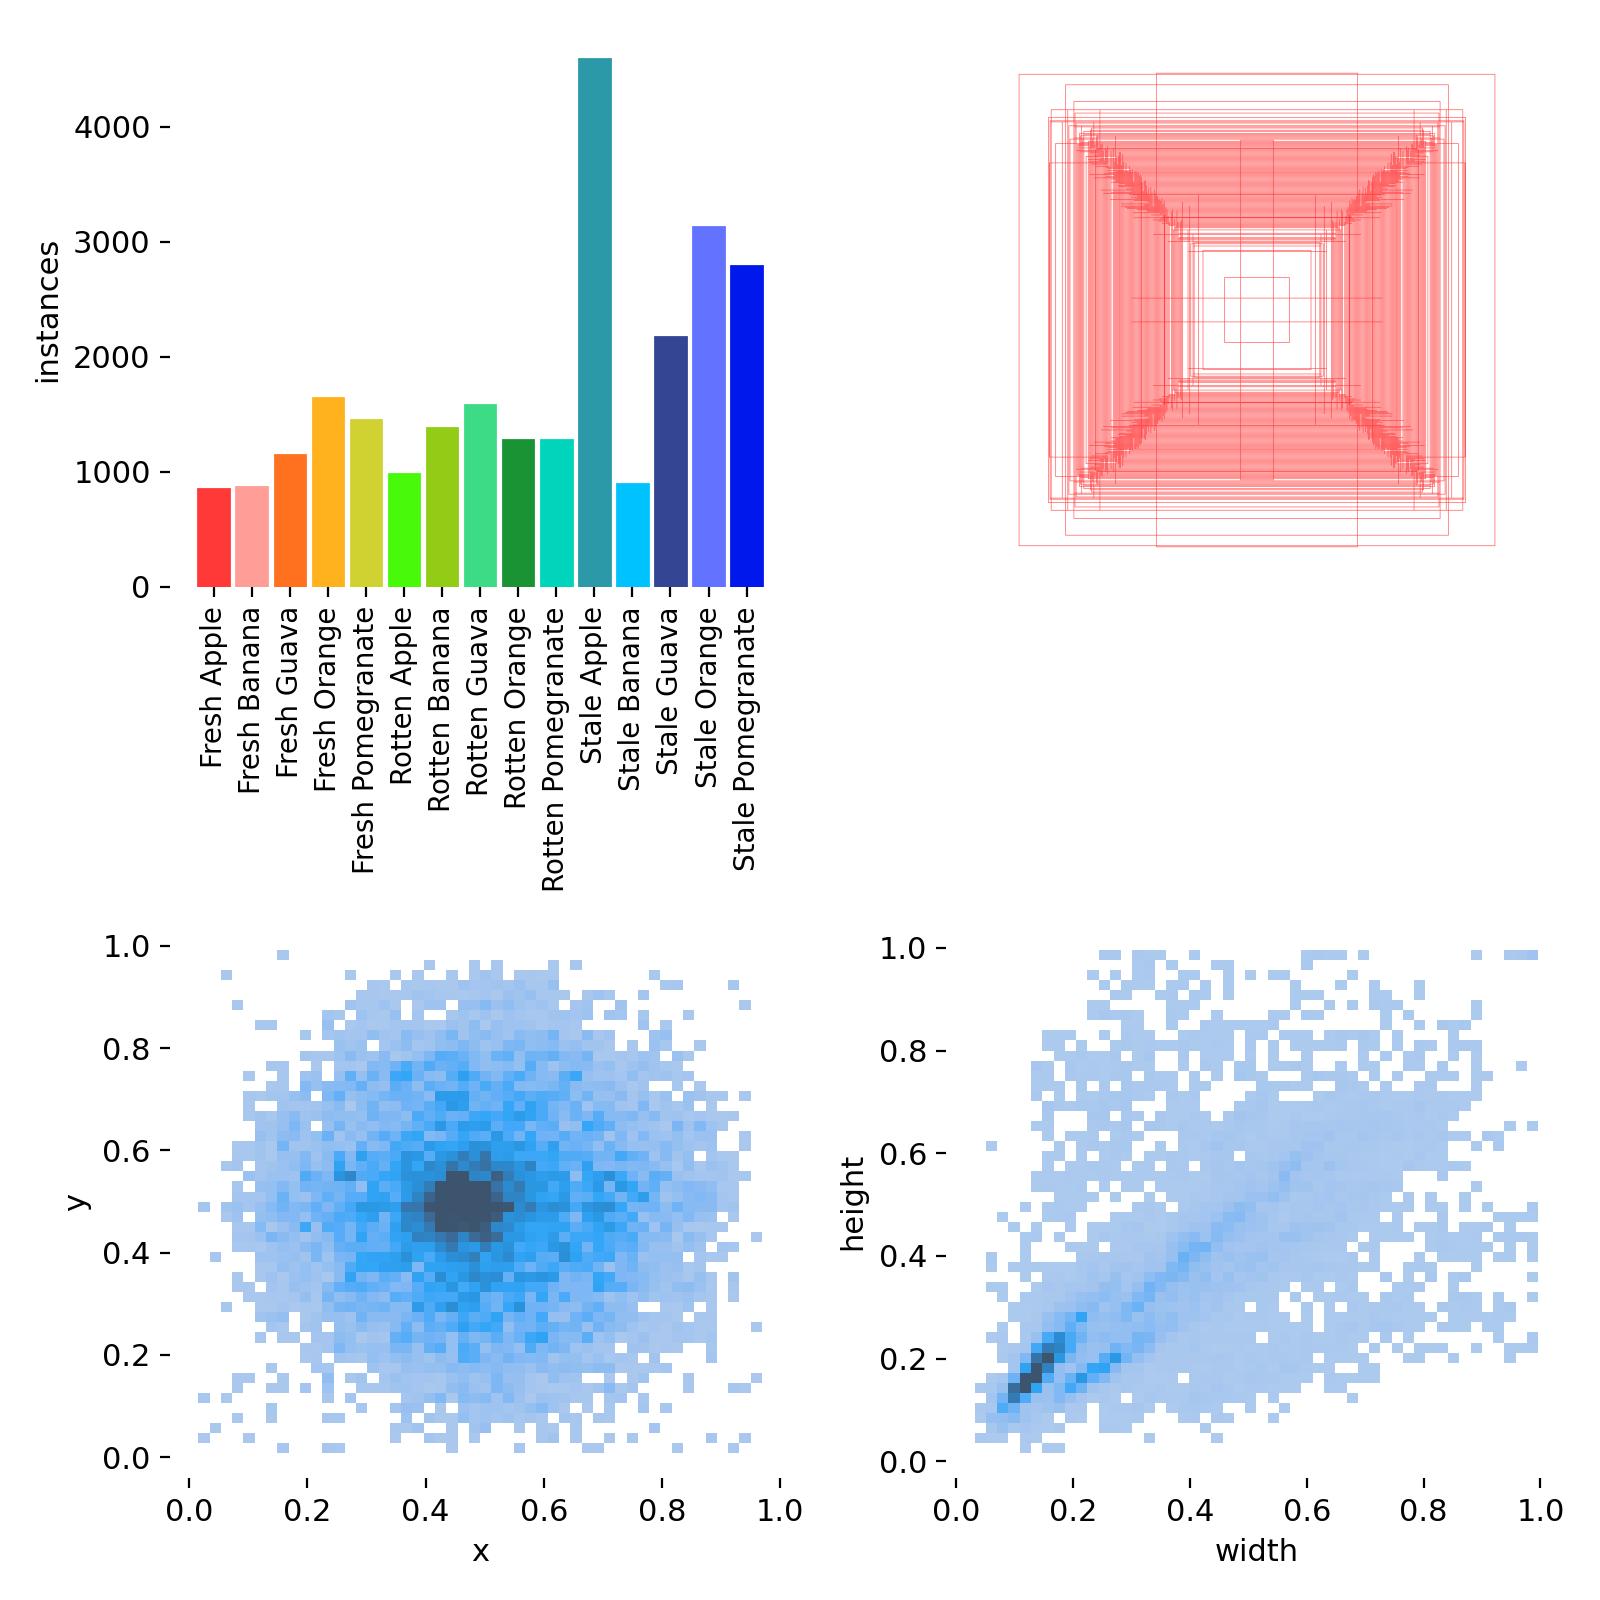 instances
4000
3000
2000
1000
0
Fresh Apple
Fresh Banana
Fresh Guava
Fresh Orange
Fresh Pomegranate
Rotten Apple
Rotten Banana
Rotten Guava
Rotten Orange
Rotten Pomegranate
Stale Apple
Stale Banana
Stale Guava
Stale Orange
Stale Pomegranate
y
1.0
0.8
0.6
0.4
0.2
0.0
0.0 0.2 0.4 0.6 0.8 1.0
x
height
1.0
0.8
0.6
0.4
0.2
0.0
0.0 0.2 0.4 0.6 0.8 1.0
width